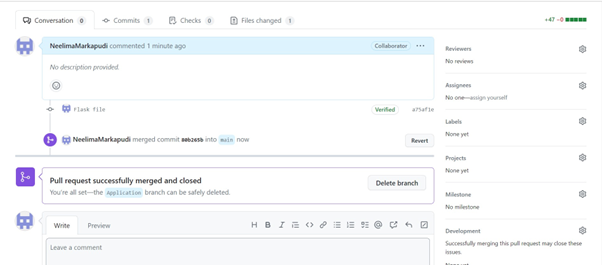 Conversation 0 Commits 1 Checks 0 Files changed 1 +47 −0
NeelimaMarkapudi commented 1 minute ago Collaborator ...
No description provided.
Flask file Verified a75af1e
NeelimaMarkapudi merged commit into main now Revert
Pull request successfully merged and closed
You're all set—the Application branch can be safely deleted.
Delete branch
Write Preview
Leave a comment
Reviewers
No reviews
Assignees
No one—assign yourself
Labels
None yet
Projects
None yet
Milestone
No milestone
Development
Successfully merging this pull request may close these
issues.
None yet